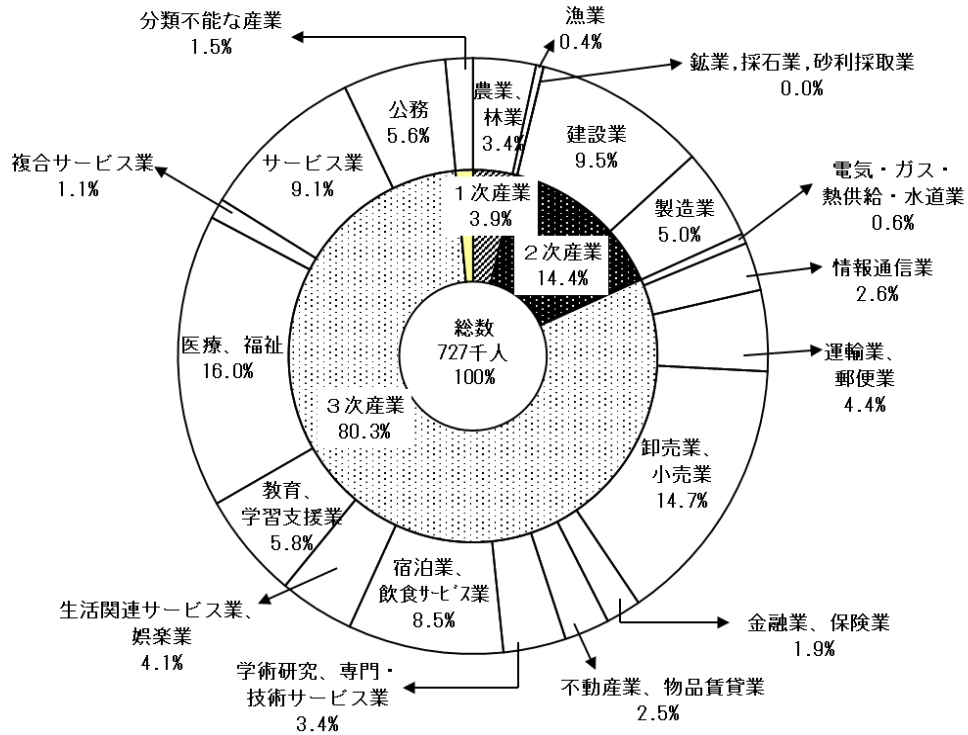 分類不能な産業
1.5%
漁業
0.4%
鉱業,採石業,砂利採取業
0.0%
農業、
林業
3.4%
建設業
9.5%
製造業
5.0%
電気・ガス・
熱供給・水道業
0.6%
情報通信業
2.6%
運輸業、
郵便業
4.4%
卸売業、
小売業
14.7%
金融業、保険業
1.9%
不動産業、物品賃貸業
2.5%
学術研究、専門・
技術サービス業
3.4%
宿泊業、
飲食ｻｰﾋﾞｽ業
8.5%
生活関連サービス業、
娯楽業
4.1%
教育、
学習支援業
5.8%
医療、福祉
16.0%
複合サービス業
1.1%
サービス業
9.1%
公務
5.6%
１次産業
3.9%
２次産業
14.4%
３次産業
80.3%
総数
727千人
100%